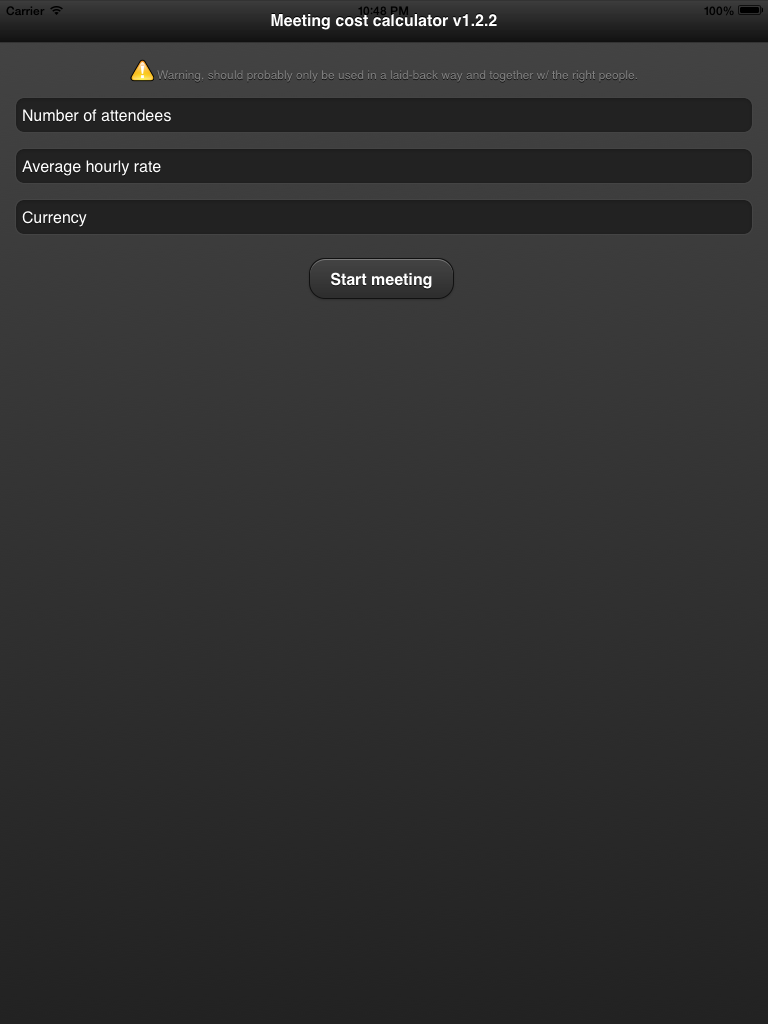 Carrier 10:48 PM 100%
Meeting cost calculator v1.2.2
Warning, should probably only be used in a laid-back way and together w/ the right people.
Number of attendees
Average hourly rate
Currency
Start meeting